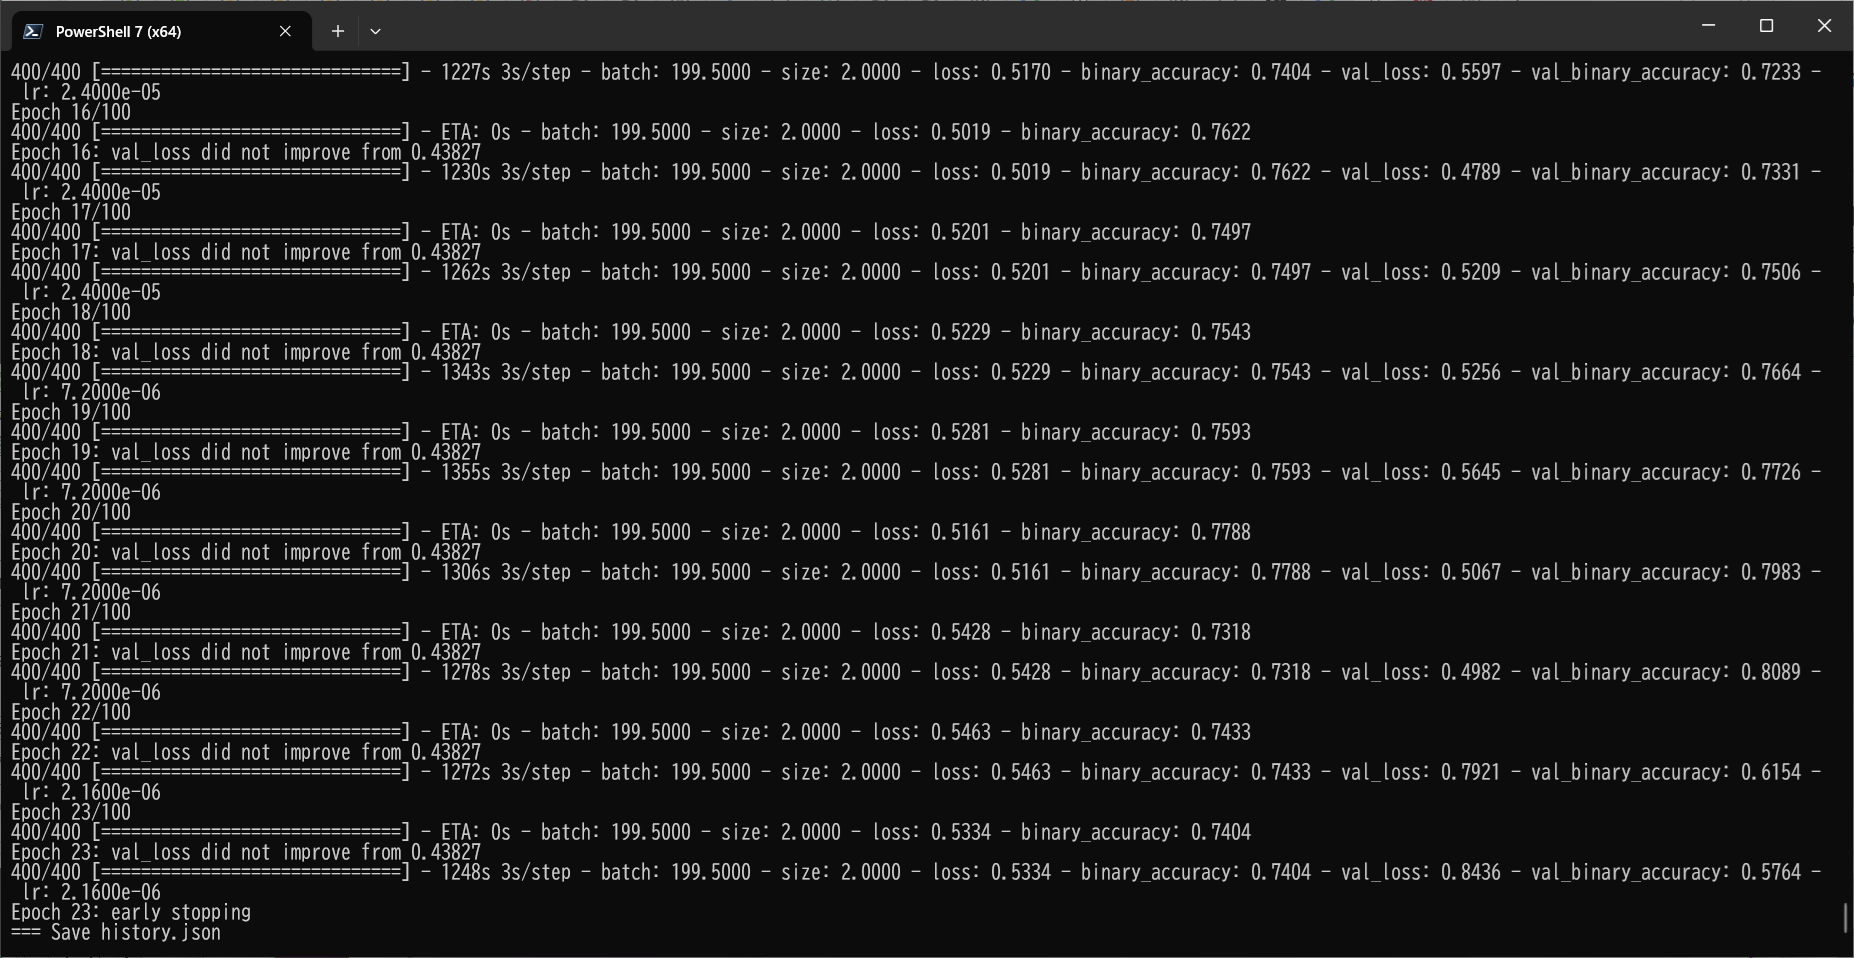 PowerShell 7 (x64)
400/400 [==============================] - 1227s 3s/step - batch: 199.5000 - size: 2.0000 - loss: 0.5170 - binary_accuracy: 0.7404 - val_loss: 0.5597 - val_binary_accuracy: 0.7233 -
lr: 2.4000e-05
Epoch 16/100
400/400 [==============================] - ETA: 0s - batch: 199.5000 - size: 2.0000 - loss: 0.5019 - binary_accuracy: 0.7622
Epoch 16: val_loss did not improve from 0.43827
400/400 [==============================] - 1230s 3s/step - batch: 199.5000 - size: 2.0000 - loss: 0.5019 - binary_accuracy: 0.7622 - val_loss: 0.4789 - val_binary_accuracy: 0.7331 -
lr: 2.4000e-05
Epoch 17/100
400/400 [==============================] - ETA: 0s - batch: 199.5000 - size: 2.0000 - loss: 0.5201 - binary_accuracy: 0.7497
Epoch 17: val_loss did not improve from 0.43827
400/400 [==============================] - 1262s 3s/step - batch: 199.5000 - size: 2.0000 - loss: 0.5201 - binary_accuracy: 0.7497 - val_loss: 0.5209 - val_binary_accuracy: 0.7506 -
lr: 2.4000e-05
Epoch 18/100
400/400 [==============================] - ETA: 0s - batch: 199.5000 - size: 2.0000 - loss: 0.5229 - binary_accuracy: 0.7543
Epoch 18: val_loss did not improve from 0.43827
400/400 [==============================] - 1343s 3s/step - batch: 199.5000 - size: 2.0000 - loss: 0.5229 - binary_accuracy: 0.7543 - val_loss: 0.5256 - val_binary_accuracy: 0.7664 -
lr: 7.2000e-06
Epoch 19/100
400/400 [==============================] - ETA: 0s - batch: 199.5000 - size: 2.0000 - loss: 0.5281 - binary_accuracy: 0.7593
Epoch 19: val_loss did not improve from 0.43827
400/400 [==============================] - 1355s 3s/step - batch: 199.5000 - size: 2.0000 - loss: 0.5281 - binary_accuracy: 0.7593 - val_loss: 0.5645 - val_binary_accuracy: 0.7726 -
lr: 7.2000e-06
Epoch 20/100
400/400 [==============================] - ETA: 0s - batch: 199.5000 - size: 2.0000 - loss: 0.5161 - binary_accuracy: 0.7788
Epoch 20: val_loss did not improve from 0.43827
400/400 [==============================] - 1306s 3s/step - batch: 199.5000 - size: 2.0000 - loss: 0.5161 - binary_accuracy: 0.7788 - val_loss: 0.5067 - val_binary_accuracy: 0.7983 -
lr: 7.2000e-06
Epoch 21/100
400/400 [==============================] - ETA: 0s - batch: 199.5000 - size: 2.0000 - loss: 0.5428 - binary_accuracy: 0.7318
Epoch 21: val_loss did not improve from 0.43827
400/400 [==============================] - 1278s 3s/step - batch: 199.5000 - size: 2.0000 - loss: 0.5428 - binary_accuracy: 0.7318 - val_loss: 0.4982 - val_binary_accuracy: 0.8089 -
lr: 7.2000e-06
Epoch 22/100
400/400 [==============================] - ETA: 0s - batch: 199.5000 - size: 2.0000 - loss: 0.5463 - binary_accuracy: 0.7433
Epoch 22: val_loss did not improve from 0.43827
400/400 [==============================] - 1272s 3s/step - batch: 199.5000 - size: 2.0000 - loss: 0.5463 - binary_accuracy: 0.7433 - val_loss: 0.7921 - val_binary_accuracy: 0.6154 -
lr: 2.1600e-06
Epoch 23/100
400/400 [==============================] - ETA: 0s - batch: 199.5000 - size: 2.0000 - loss: 0.5334 - binary_accuracy: 0.7404
Epoch 23: val_loss did not improve from 0.43827
400/400 [==============================] - 1248s 3s/step - batch: 199.5000 - size: 2.0000 - loss: 0.5334 - binary_accuracy: 0.7404 - val_loss: 0.8436 - val_binary_accuracy: 0.5764 -
lr: 2.1600e-06
Epoch 23: early stopping
=== Save history.json